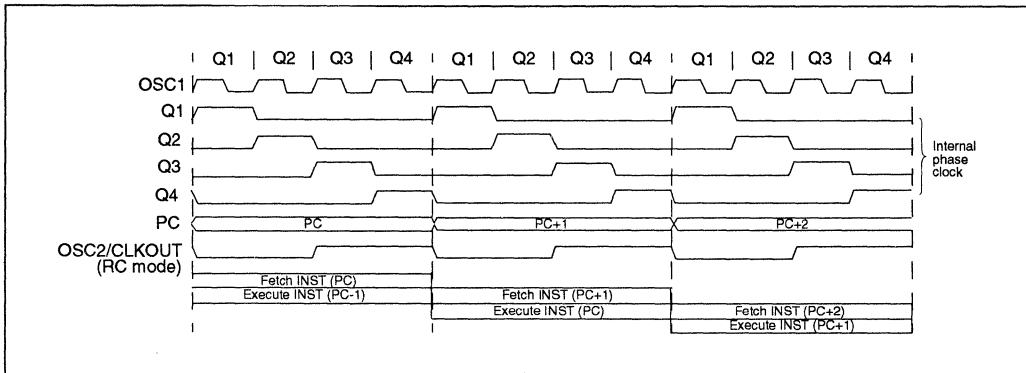 Q1 | Q2 | Q3 | Q4 | Q1 | Q2 | Q3 | Q4 | Q1 | Q2 | Q3 | Q4
OSC1
Q1
Q2
Q3
Q4
Internal
phase
clock
PC PC PC+1 PC+2
OSC2/CLKOUT
(RC mode)
Fetch INST (PC)
Execute INST (PC-1) Fetch INST (PC+1)
Execute INST (PC) Fetch INST (PC+2)
Execute INST (PC+1)